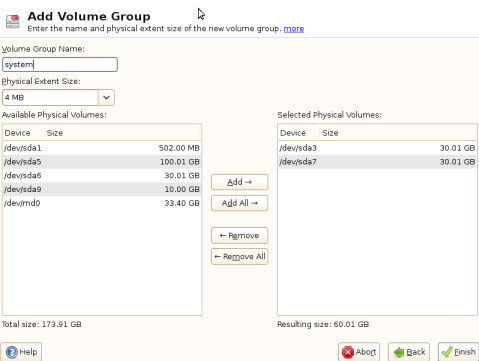 Add Volume Group
Enter the name and physical extent size of the new volume group. more
Volume Group Name:
system
Physical Extent Size:
4 MB
Available Physical Volumes:
Device Size
/dev/sda1 502.00 MB
/dev/sda5 100.01 GB
/dev/sda6 30.01 GB
/dev/sda9 10.00 GB
/dev/md0 33.40 GB
Total size: 173.91 GB
Add →
Add All →
← Remove
← Remove All
Selected Physical Volumes:
Device Size
/dev/sda3 30.01 GB
/dev/sda7 30.01 GB
Resulting size: 60.01 GB
Help
Abort
Back
Finish